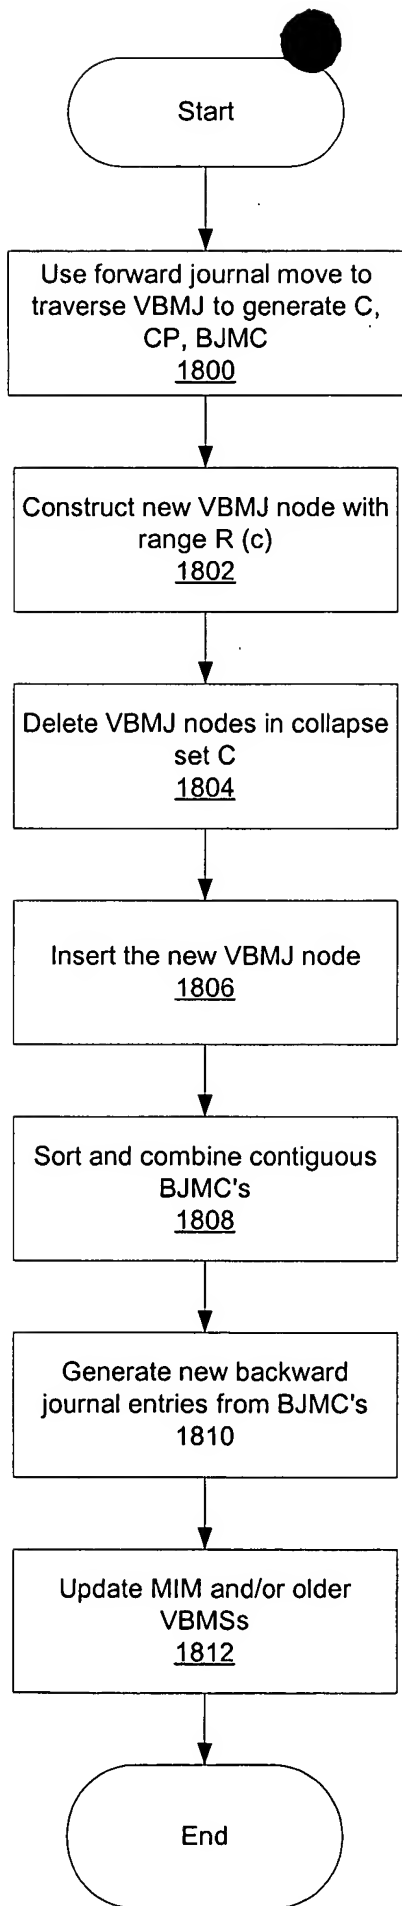 Start
Use forward journal move to
traverse VBMJ to generate C,
CP, BJMC
1800
Construct new VBMJ node with
range R (c)
1802
Delete VBMJ nodes in collapse
set C
1804
Insert the new VBMJ node
1806
Sort and combine contiguous
BJMC's
1808
Generate new backward
journal entries from BJMC's
1810
Update MIM and/or older
VBMSs
1812
End